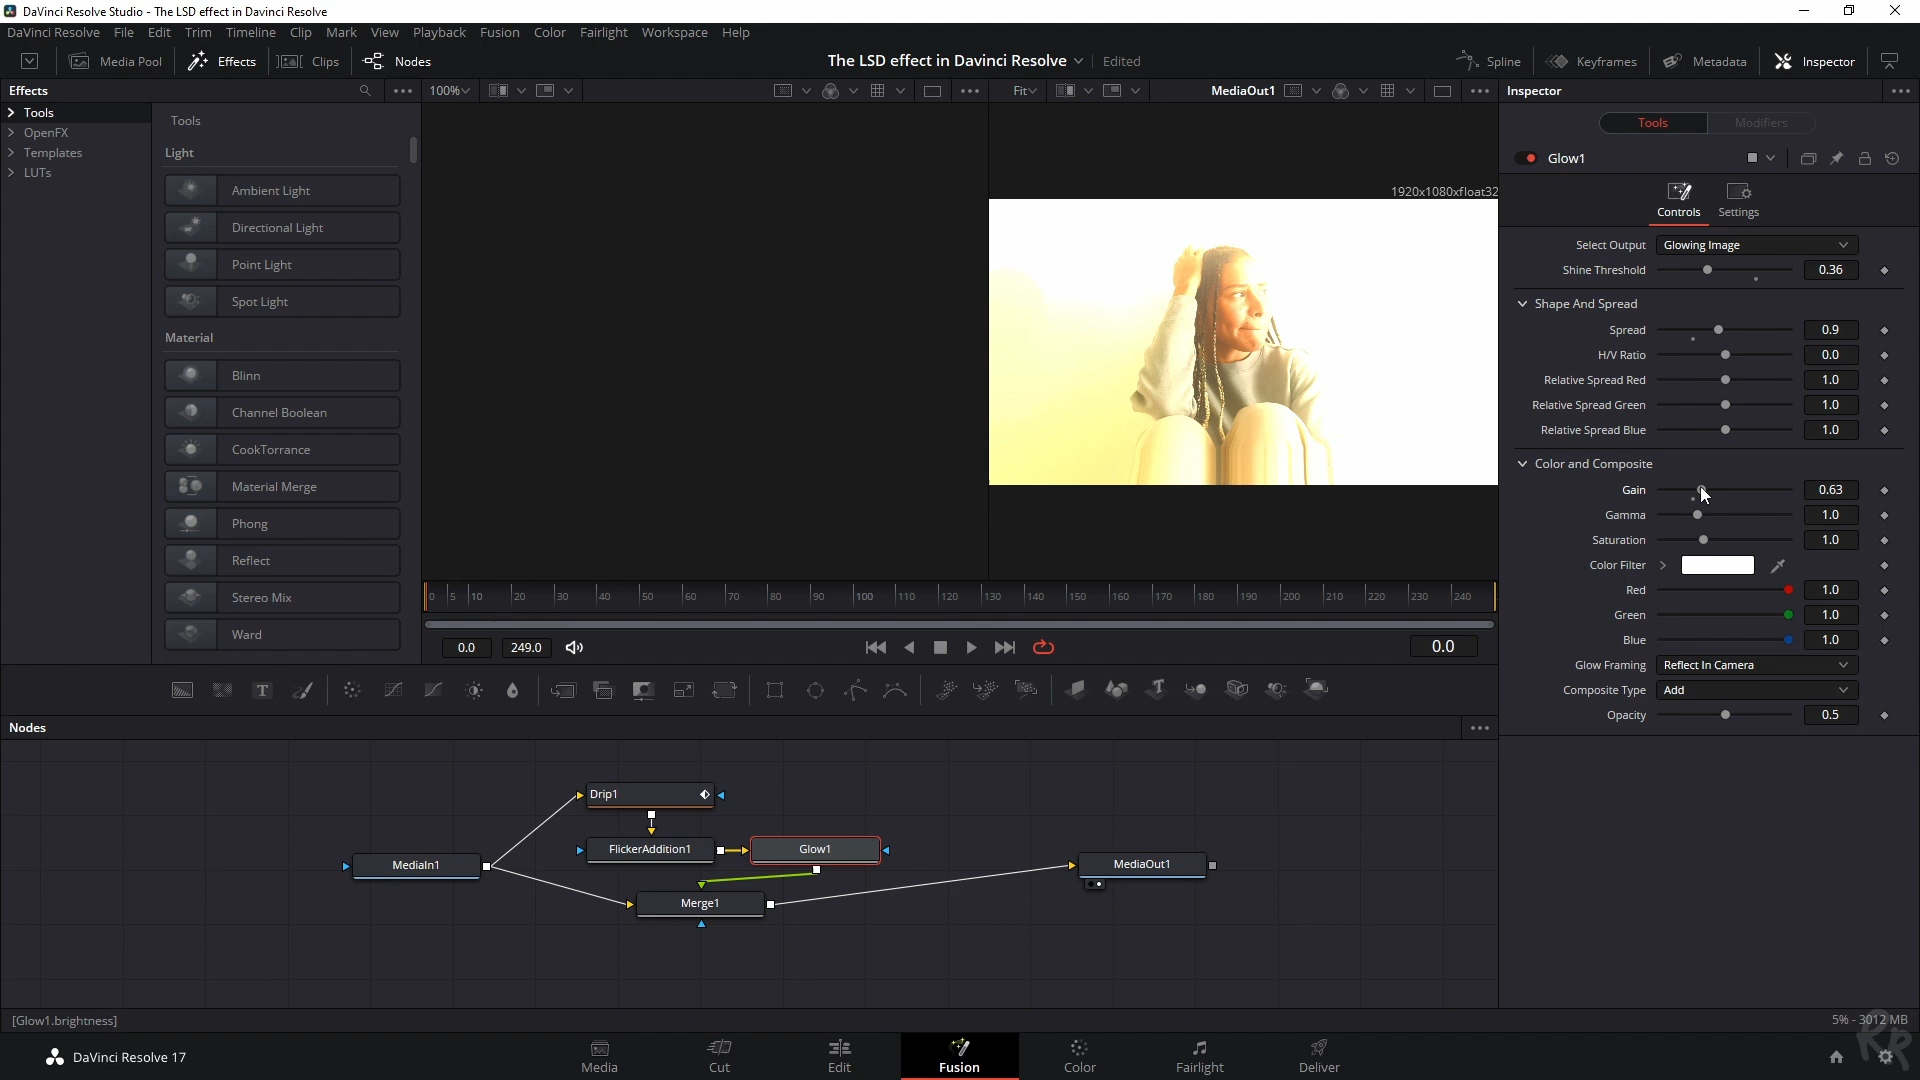 DaVinci Resolve Studio - The LSD effect in Davinci Resolve
DaVinci Resolve File Edit Trim Timeline Clip Mark View Playback Fusion Color Fairlight Workspace Help
Media Pool Effects Clips Nodes The LSD effect in Davinci Resolve Edited Spline Keyframes Metadata Inspector
Effects 100% Fit MediaOut1 Inspector
Tools
OpenFX
Templates
LUTs
Tools
Light
Ambient Light
Directional Light
Point Light
Spot Light
Material
Blinn
Channel Boolean
CookTorrance
Material Merge
Phong
Reflect
Stereo Mix
Ward
1920x1080xfloat32
0 5 10 20 30 40 50 60 70 80 90 100 110 120 130 140 150 160 170 180 190 200 210 220 230 240
0.0 249.0 0.0
Tools Modifiers
Glow1
Controls Settings
Select Output Glowing Image
Shine Threshold 0.36
Shape And Spread
Spread 0.9
H/V Ratio 0.0
Relative Spread Red 1.0
Relative Spread Green 1.0
Relative Spread Blue 1.0
Color and Composite
Gain 0.63
Gamma 1.0
Saturation 1.0
Color Filter
Red 1.0
Green 1.0
Blue 1.0
Glow Framing Reflect In Camera
Composite Type Add
Opacity 0.5
Nodes
Drip1
FlickerAddition1 Glow1
MediaIn1 MediaOut1
Merge1
[Glow1.brightness] 5% - 3012 MB
DaVinci Resolve 17 Media Cut Edit Fusion Color Fairlight Deliver
RR